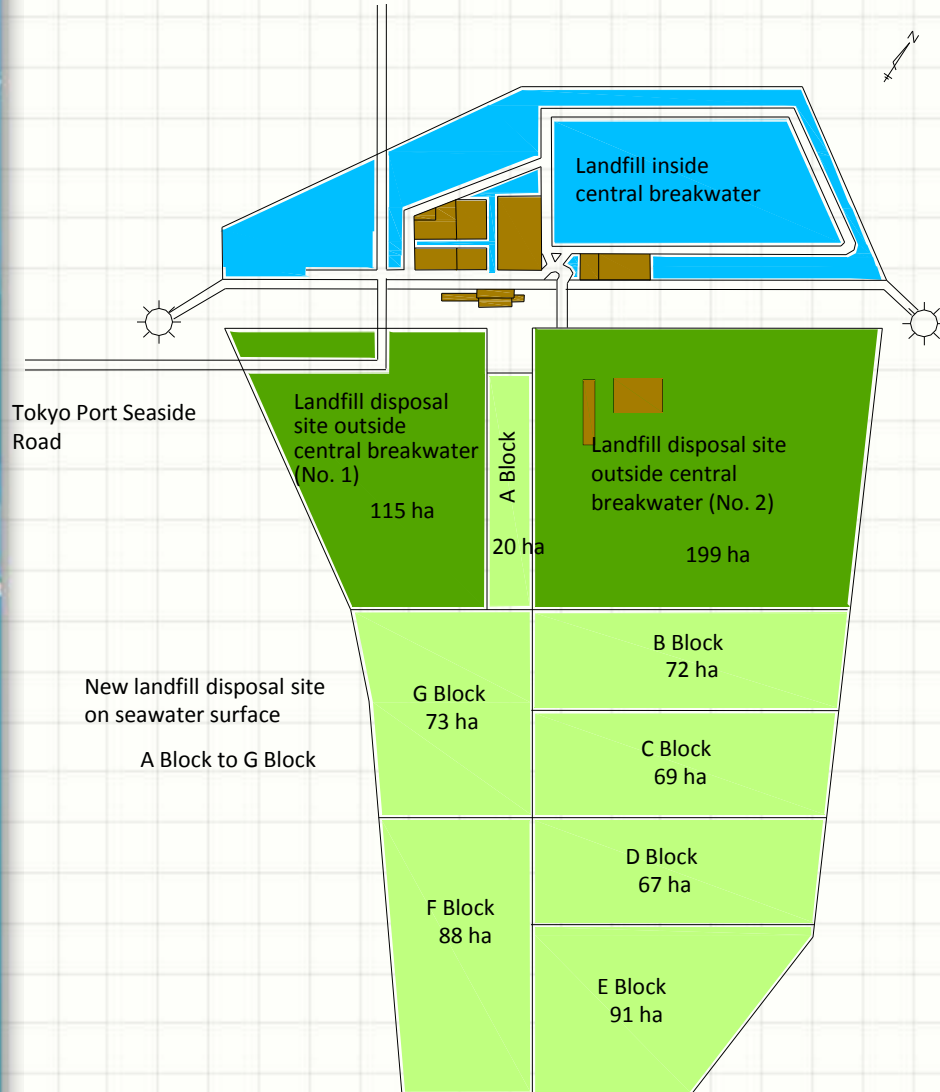 N
Landfill inside
central breakwater
Tokyo Port Seaside
Road
Landfill disposal
site outside
central breakwater
(No. 1)
115 ha
A Block
20 ha
Landfill disposal site
outside central
breakwater (No. 2)
199 ha
New landfill disposal site
on seawater surface
A Block to G Block
G Block
73 ha
B Block
72 ha
C Block
69 ha
F Block
88 ha
D Block
67 ha
E Block
91 ha